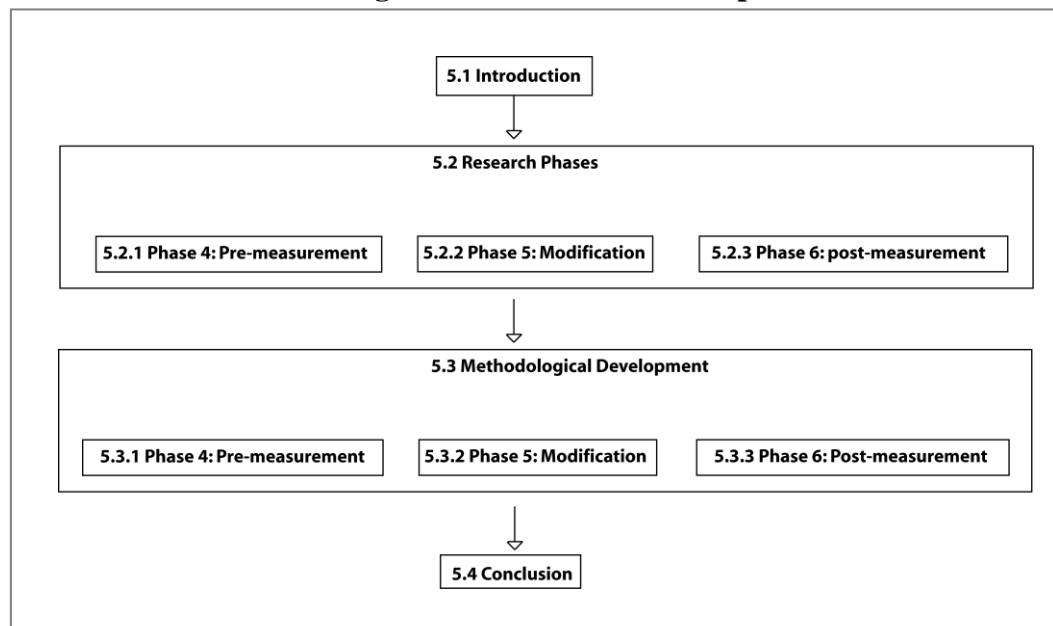 5.1 Introduction
5.2 Research Phases
5.2.1 Phase 4: Pre-measurement
5.2.2 Phase 5: Modification
5.2.3 Phase 6: post-measurement
5.3 Methodological Development
5.3.1 Phase 4: Pre-measurement
5.3.2 Phase 5: Modification
5.3.3 Phase 6: Post-measurement
5.4 Conclusion